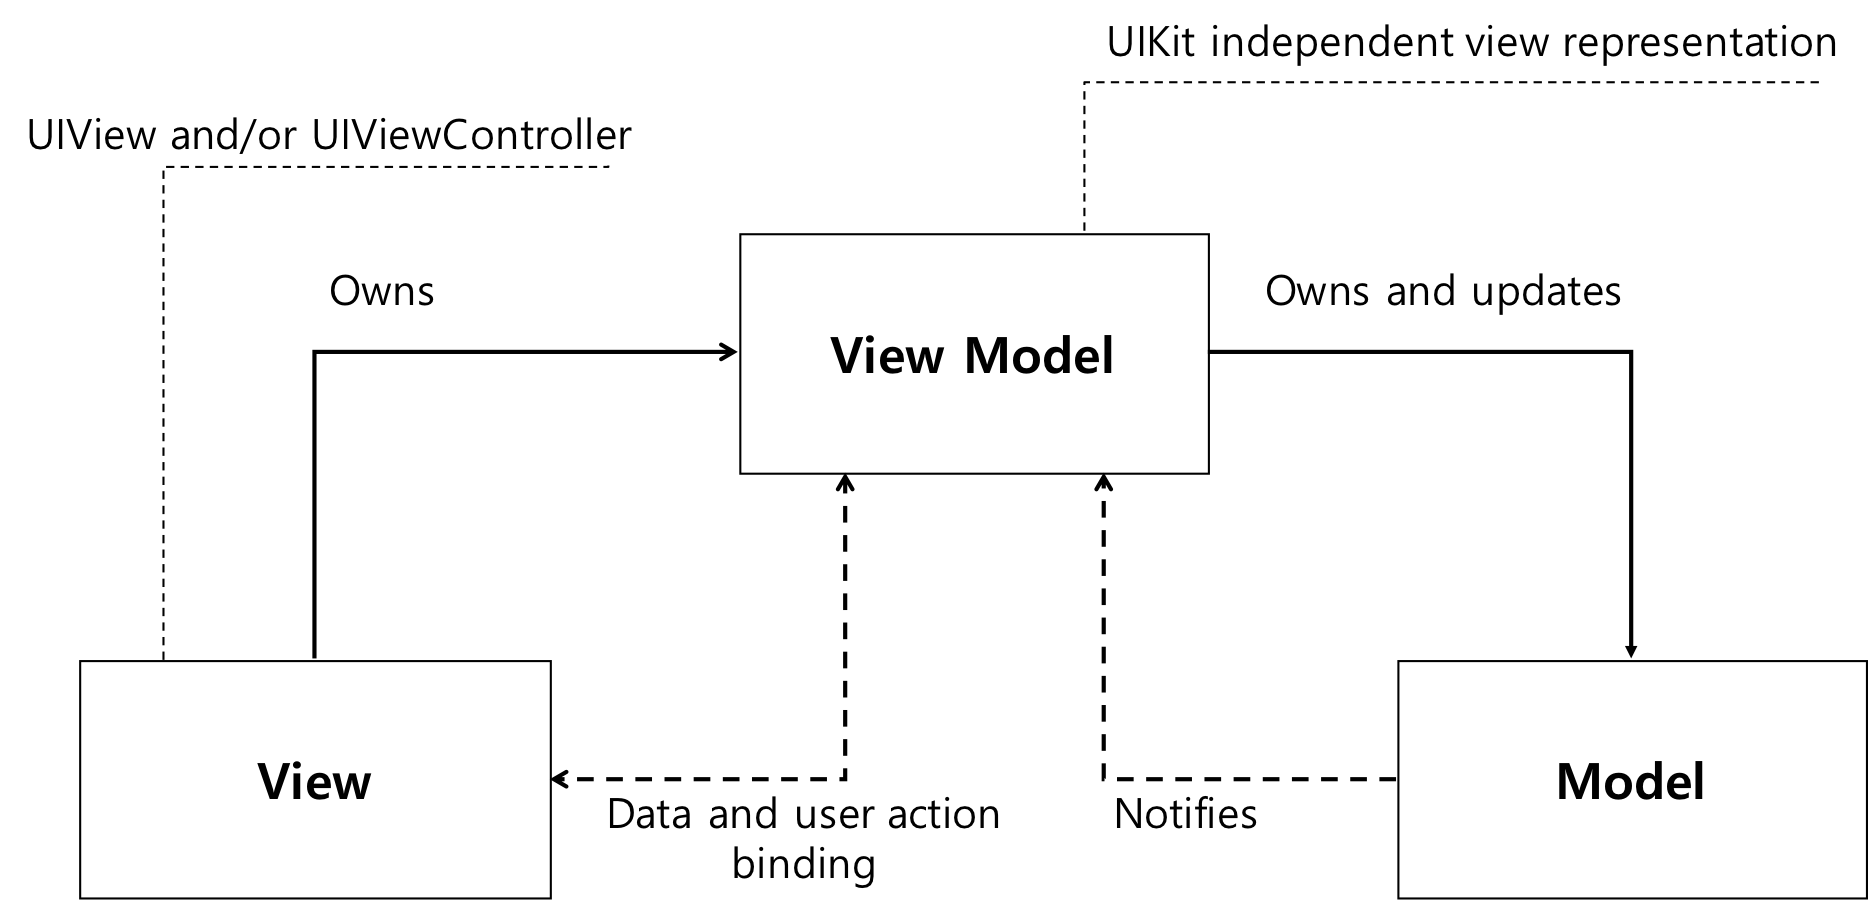 UIKit independent view representation
UIView and/or UIViewController
Owns
Owns and updates
View Model
View
Model
Data and user action
binding
Notifies